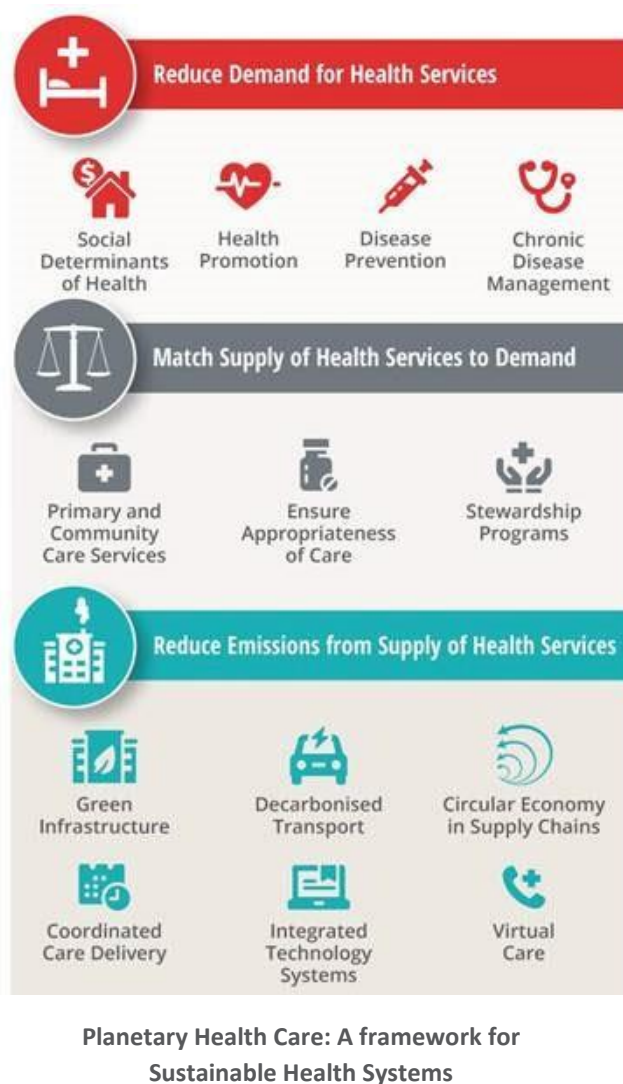 Reduce Demand for Health Services
$
Social
Determinants
of Health
Health
Promotion
Disease
Prevention
Chronic
Disease
Management
Match Supply of Health Services to Demand
Primary and
Community
Care Services
Ensure
Appropriateness
of Care
Stewardship
Programs
Reduce Emissions from Supply of Health Services
Green
Infrastructure
Decarbonised
Transport
Circular Economy
in Supply Chains
Coordinated
Care Delivery
Integrated
Technology
Systems
Virtual
Care
Planetary Health Care: A framework for
Sustainable Health Systems